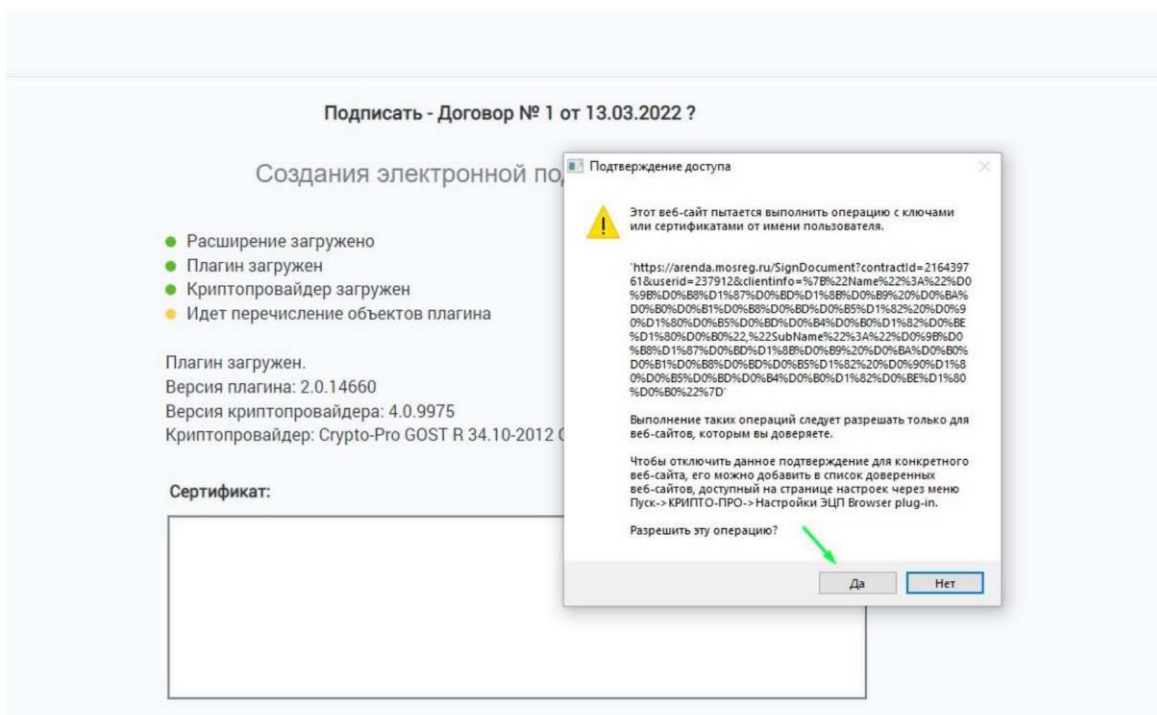 Подписать - Договор № 1 от 13.03.2022 ?
Создания электронной по
Расширение загружено
Плагин загружен
Криптопровайдер загружен
Идет перечисление объектов плагина
Плагин загружен.
Версия плагина: 2.0.14660
Версия криптопровайдера: 4.0.9975
Криптопровайдер: Crypto-Pro GOST R 34.10-2012
Сертификат:
Подтверждение доступа
Этот веб-сайт пытается выполнить операцию с ключами
или сертификатами от имени пользователя.
'https://arenda.mosreg.ru/SignDocument?contractId=2164397
61&userid=237912&clientinfo=%7B%22Name%22%3A%22%D0
%9B%D0%B8%D1%87%D0%BD%D1%8B%D0%B9%20%D0%BA%
D0%B0%D0%B1%D0%B8%D0%BD%D0%B5%D1%82%20%D0%9
0%D1%80%D0%B5%D0%BD%D0%B4%D0%B0%D1%82%D0%BE
%D1%80%D0%B0%22,%22SubName%22%3A%22%D0%9B%D0
%B8%D1%87%D0%BD%D1%8B%D0%B9%20%D0%BA%D0%B0%
D0%B1%D0%B8%D0%BD%D0%B5%D1%82%20%D0%90%D1%8
0%D0%B5%D0%BD%D0%B4%D0%B0%D1%82%D0%BE%D1%80
%D0%B0%22%7D'
Выполнение таких операций следует разрешать только для
веб-сайтов, которым вы доверяете.
Чтобы отключить данное подтверждение для конкретного
веб-сайта, его можно добавить в список доверенных
веб-сайтов, доступный на странице настроек через меню
Пуск->КРИПТО-ПРО->Настройки ЭЦП Browser plug-in.
Разрешить эту операцию?
Да
Нет